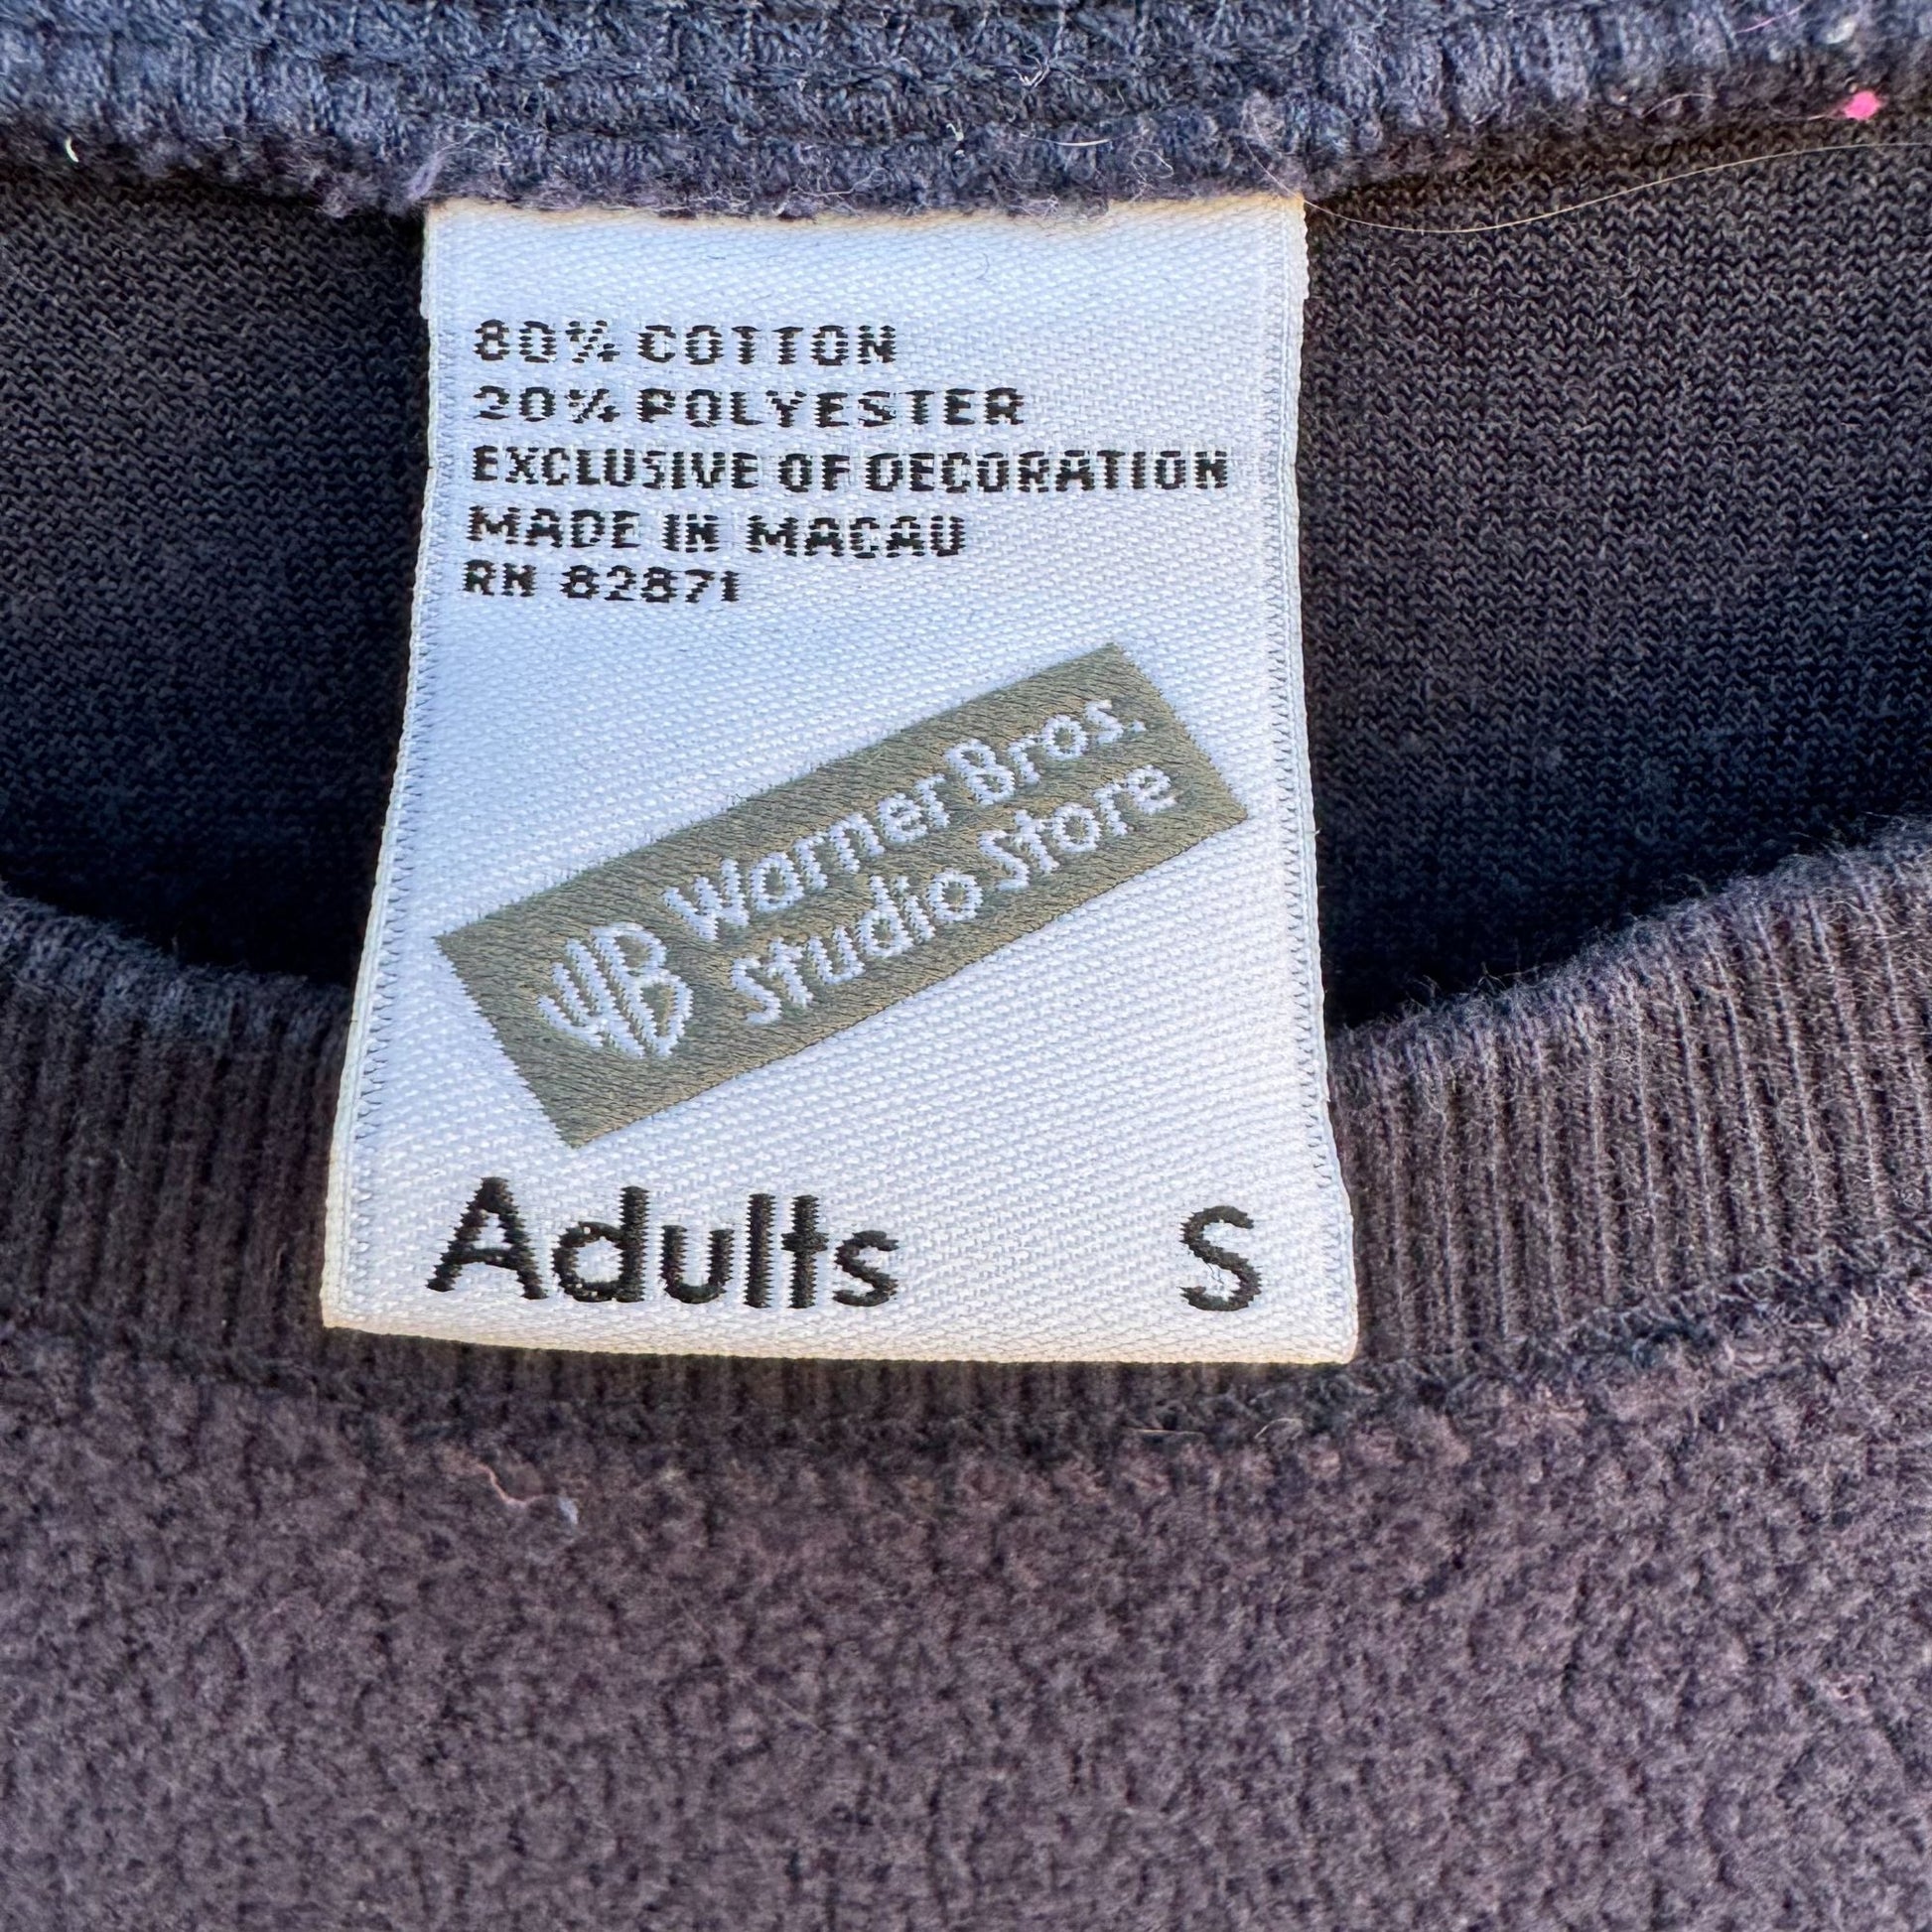 80% COTTON
20% POLYESTER
EXCLUSIVE OF DECORATION
MADE IN MACAU
RN 82871
WB Warner Bros.
Studio Store
Adults S